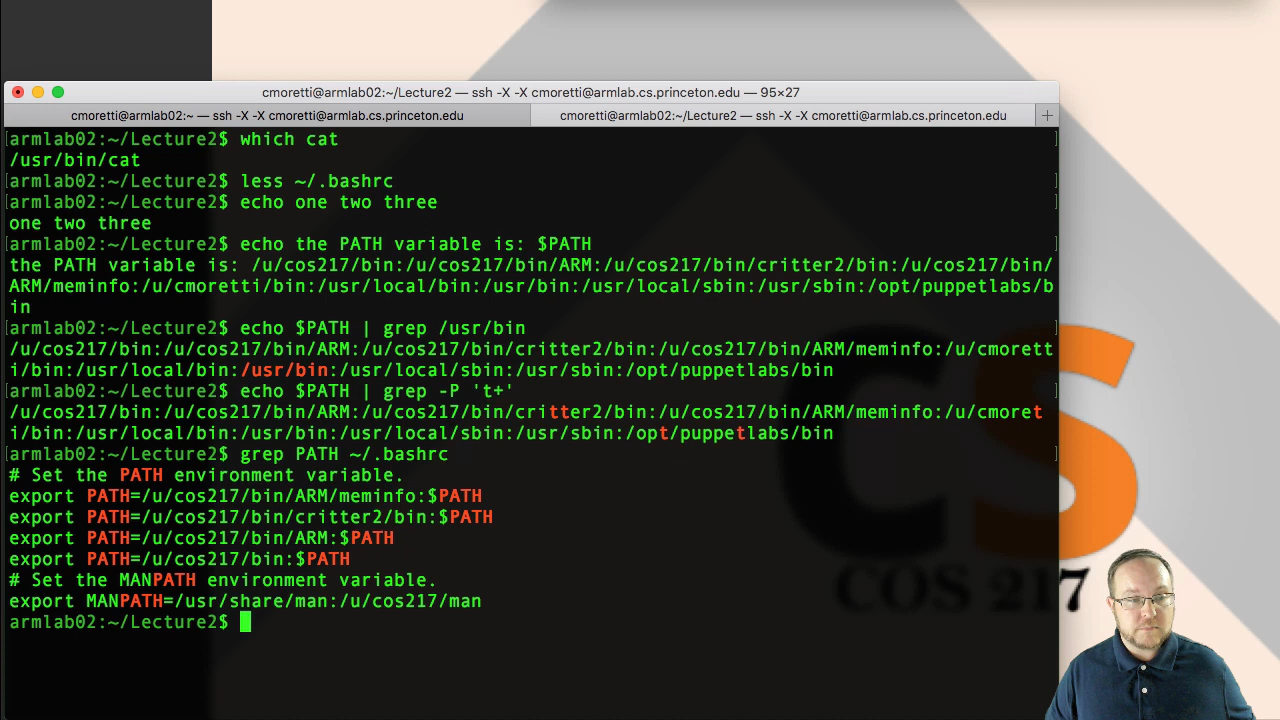 cmoretti@armlab02:~/Lecture2 — ssh -X -X cmoretti@armlab.cs.princeton.edu — 95×27
cmoretti@armlab02:~ — ssh -X -X cmoretti@armlab.cs.princeton.edu
cmoretti@armlab02:~/Lecture2 — ssh -X -X cmoretti@armlab.cs.princeton.edu
armlab02:~/Lecture2$ which cat
/usr/bin/cat
armlab02:~/Lecture2$ less ~/.bashrc
armlab02:~/Lecture2$ echo one two three
one two three
armlab02:~/Lecture2$ echo the PATH variable is: $PATH
the PATH variable is: /u/cos217/bin:/u/cos217/bin/ARM:/u/cos217/bin/critter2/bin:/u/cos217/bin/
ARM/meminfo:/u/cmoretti/bin:/usr/local/bin:/usr/bin:/usr/local/sbin:/usr/sbin:/opt/puppetlabs/b
in
armlab02:~/Lecture2$ echo $PATH | grep /usr/bin
/u/cos217/bin:/u/cos217/bin/ARM:/u/cos217/bin/critter2/bin:/u/cos217/bin/ARM/meminfo:/u/cmorett
i/bin:/usr/local/bin:/usr/bin:/usr/local/sbin:/usr/sbin:/opt/puppetlabs/bin
armlab02:~/Lecture2$ echo $PATH | grep -P 't+'
/u/cos217/bin:/u/cos217/bin/ARM:/u/cos217/bin/critter2/bin:/u/cos217/bin/ARM/meminfo:/u/cmoret
i/bin:/usr/local/bin:/usr/bin:/usr/local/sbin:/usr/sbin:/opt/puppetlabs/bin
armlab02:~/Lecture2$ grep PATH ~/.bashrc
# Set the PATH environment variable.
export PATH=/u/cos217/bin/ARM/meminfo:$PATH
export PATH=/u/cos217/bin/critter2/bin:$PATH
export PATH=/u/cos217/bin/ARM:$PATH
export PATH=/u/cos217/bin:$PATH
# Set the MANPATH environment variable.
export MANPATH=/usr/share/man:/u/cos217/man
armlab02:~/Lecture2$
CS
COS 217